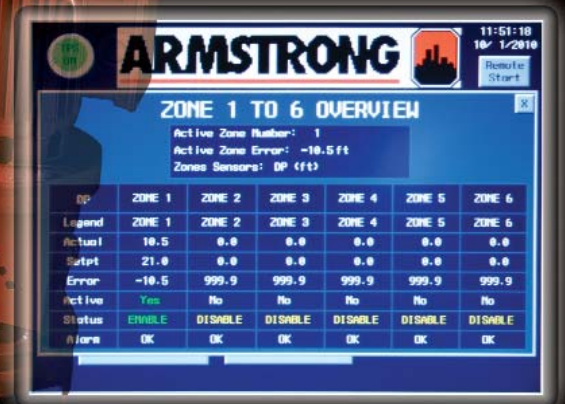 IPS
ON
ARMSTRONG
11:51:18
10/ 1/2010
Remote
Start
ZONE 1 TO 6 OVERVIEW
X
Active Zone Number: 1
Active Zone Error: -10.5ft
Zones Sensors: DP (ft)
DP ZONE 1 ZONE 2 ZONE 3 ZONE 4 ZONE 5 ZONE 6
Legend ZONE 1 ZONE 2 ZONE 3 ZONE 4 ZONE 5 ZONE 6
Actual 10.5 0.0 0.0 0.0 0.0 0.0
Setpt 21.0 0.0 0.0 0.0 0.0 0.0
Error -10.5 999.9 999.9 999.9 999.9 999.9
Active Yes No No No No No
Status ENABLE DISABLE DISABLE DISABLE DISABLE DISABLE
Alarm OK OK OK OK OK OK